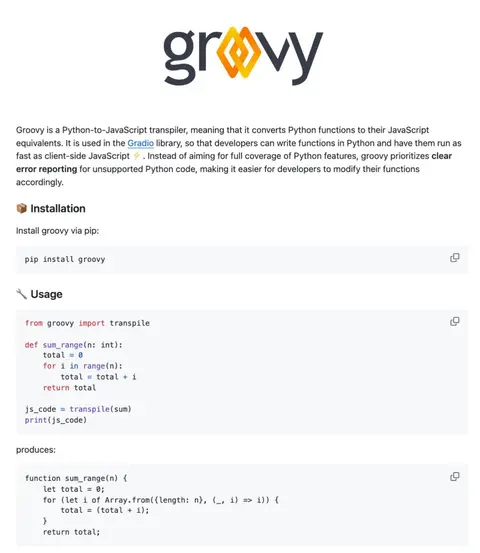 groovy
Groovy is a Python-to-JavaScript transpiler, meaning that it converts Python functions to their JavaScript
equivalents. It is used in the Gradio library, so that developers can write functions in Python and have them run as
fast as client-side JavaScript ⚡. Instead of aiming for full coverage of Python features, groovy prioritizes clear
error reporting for unsupported Python code, making it easier for developers to modify their functions
accordingly.
📦 Installation
Install groovy via pip:
pip install groovy
🔧 Usage
from groovy import transpile
def sum_range(n: int):
    total = 0
    for i in range(n):
        total = total + i
    return total
js_code = transpile(sum)
print(js_code)
produces:
function sum_range(n) {
    let total = 0;
    for (let i of Array.from({length: n}, (_, i) => i)) {
        total = (total + i);
    }
    return total;